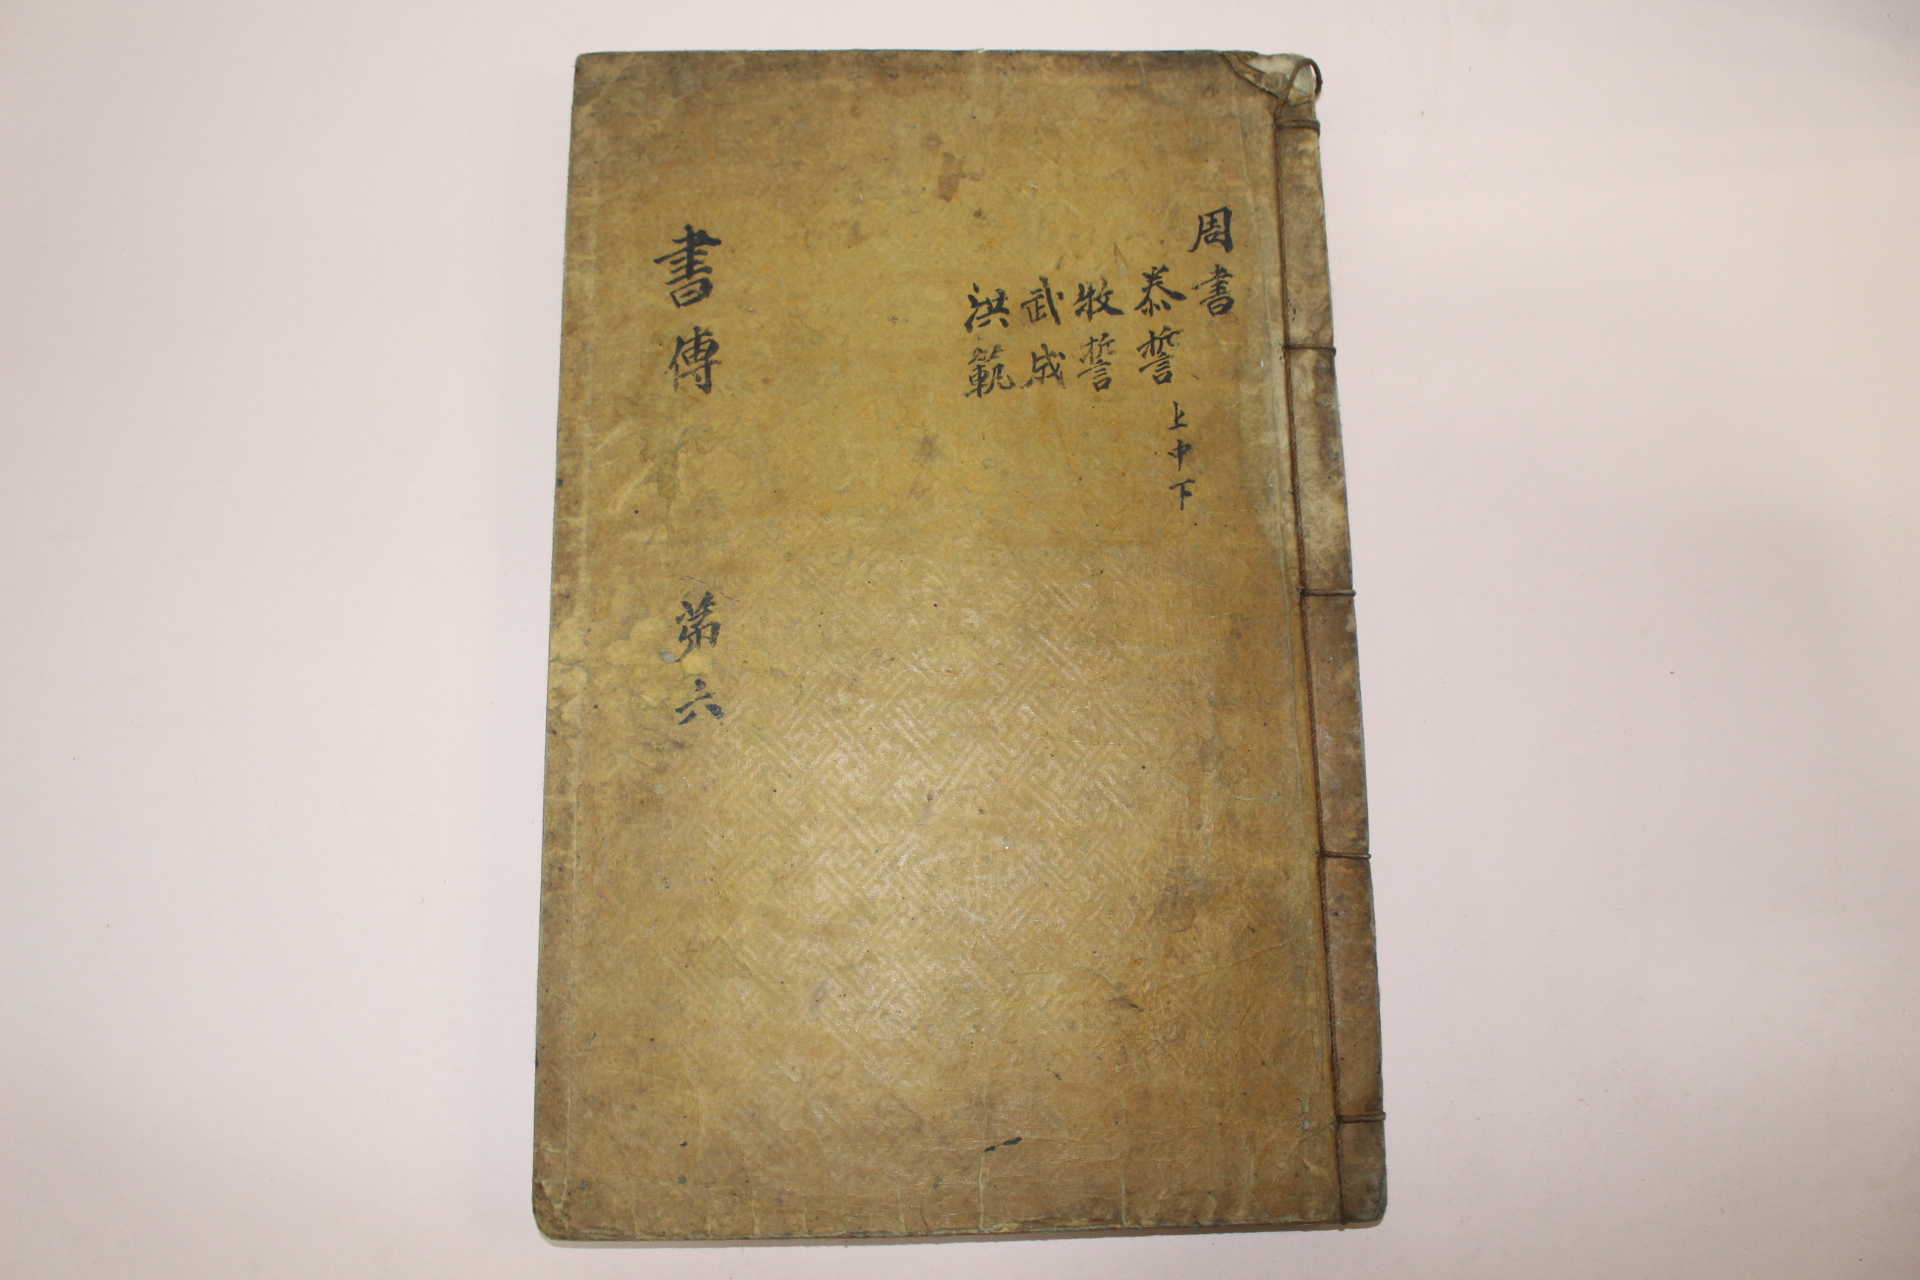 周書
泰誓 上中下
牧誓
武成
洪範
書傳 第六